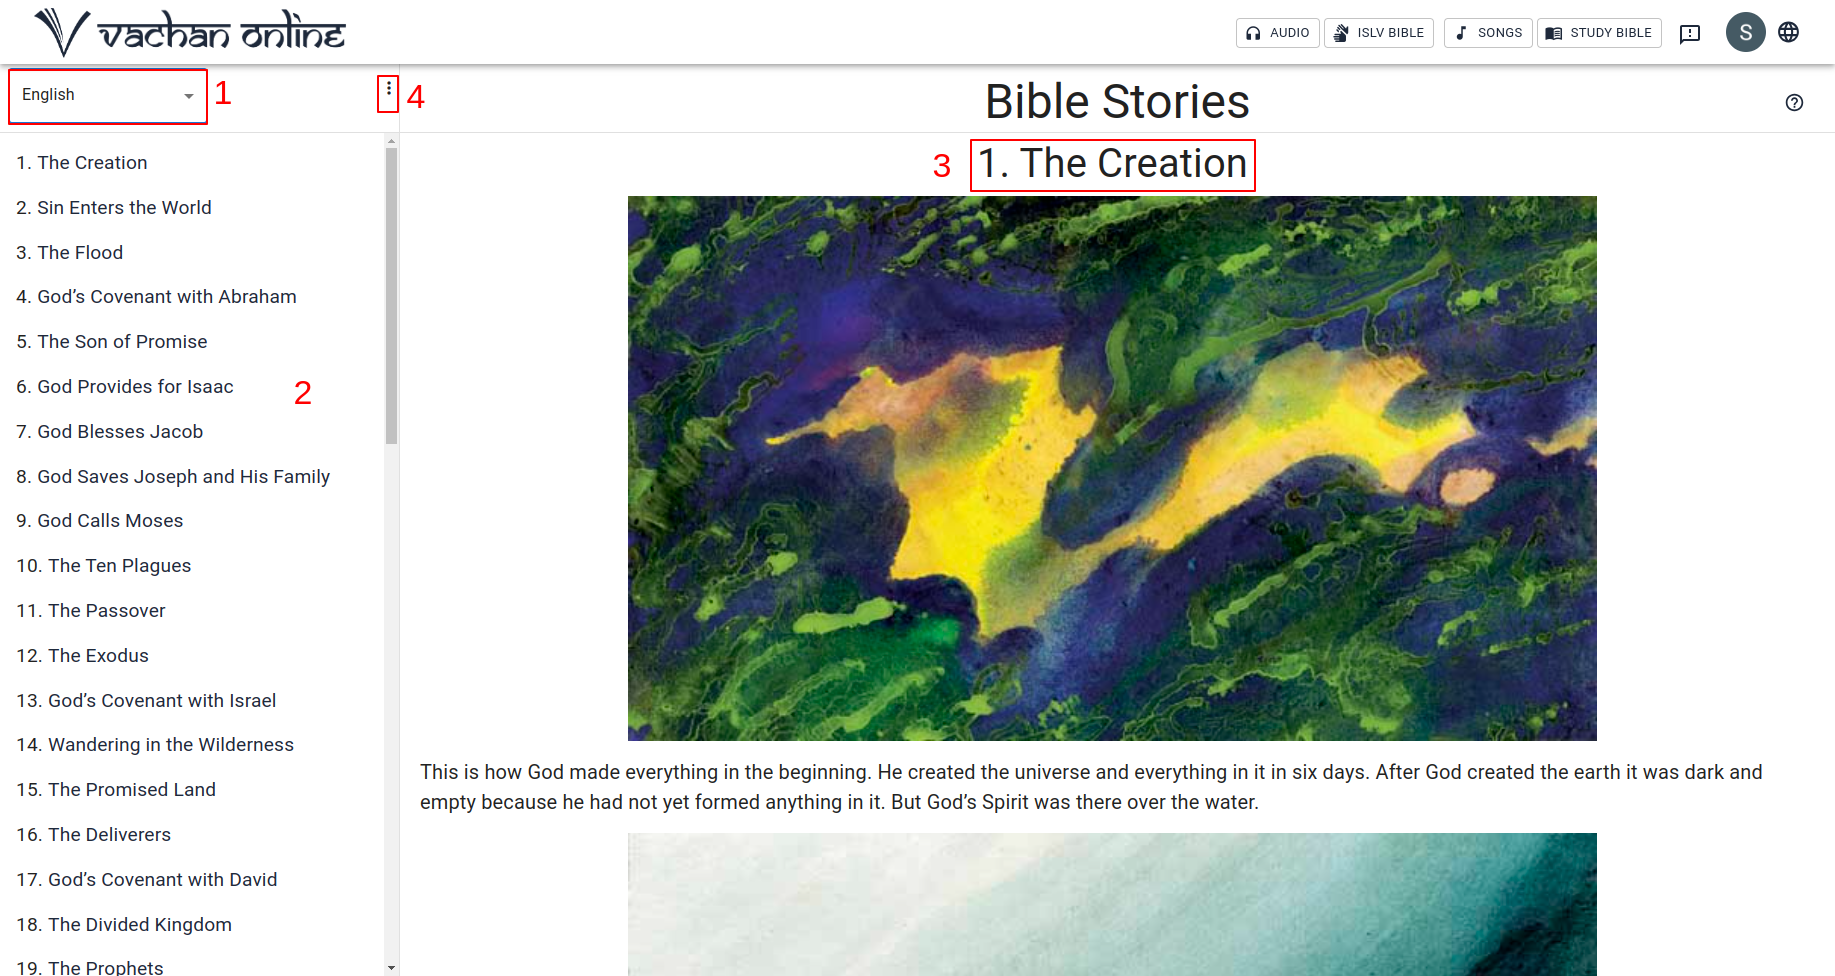 vachan online
AUDIO
ISLV BIBLE
SONGS
STUDY BIBLE
S
English
1
4
Bible Stories
3
1. The Creation
1. The Creation
2. Sin Enters the World
3. The Flood
4. God’s Covenant with Abraham
5. The Son of Promise
6. God Provides for Isaac
2
7. God Blesses Jacob
8. God Saves Joseph and His Family
9. God Calls Moses
10. The Ten Plagues
11. The Passover
12. The Exodus
13. God’s Covenant with Israel
14. Wandering in the Wilderness
15. The Promised Land
16. The Deliverers
17. God’s Covenant with David
18. The Divided Kingdom
19. The Prophets
This is how God made everything in the beginning. He created the universe and everything in it in six days. After God created the earth it was dark and
empty because he had not yet formed anything in it. But God’s Spirit was there over the water.